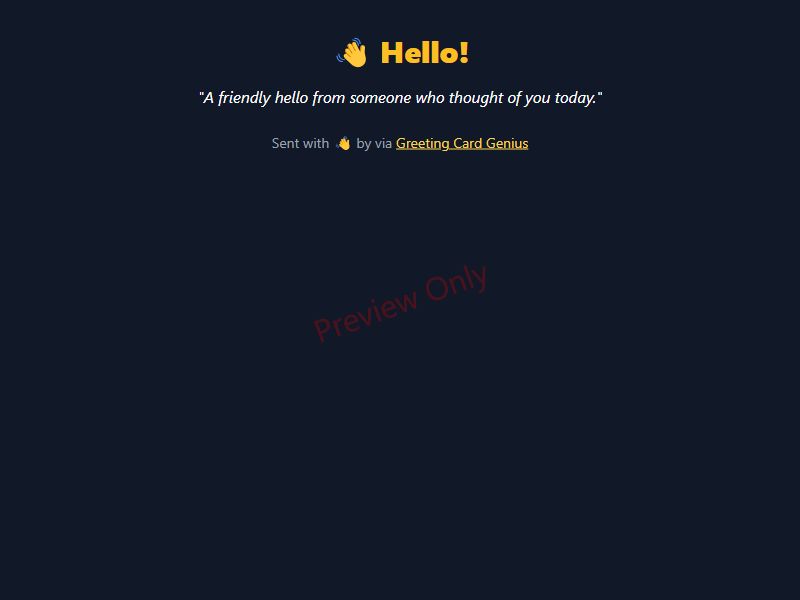 👋 Hello!
"A friendly hello from someone who thought of you today."
Sent with 👋 by via Greeting Card Genius
Preview Only